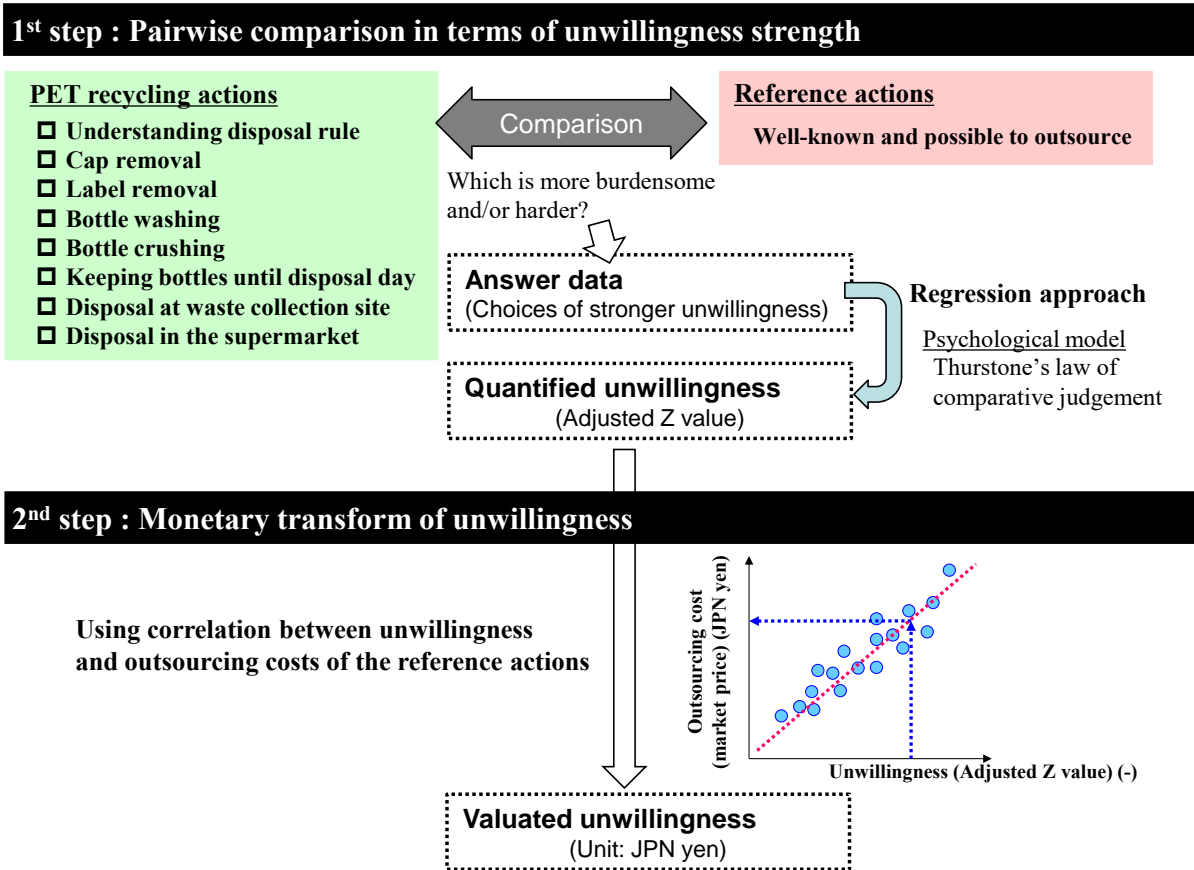 1st step : Pairwise comparison in terms of unwillingness strength
PET recycling actions
Understanding disposal rule
Cap removal
Label removal
Bottle washing
Bottle crushing
Keeping bottles until disposal day
Disposal at waste collection site
Disposal in the supermarket
Comparison
Reference actions
Well-known and possible to outsource
Which is more burdensome
and/or harder?
Answer data
(Choices of stronger unwillingness)
Regression approach
Psychological model
Thurstone’s law of
comparative judgement
Quantified unwillingness
(Adjusted Z value)
2nd step : Monetary transform of unwillingness
Using correlation between unwillingness
and outsourcing costs of the reference actions
Outsourcing cost
(market price) (JPN yen)
Unwillingness (Adjusted Z value) (-)
Valuated unwillingness
(Unit: JPN yen)